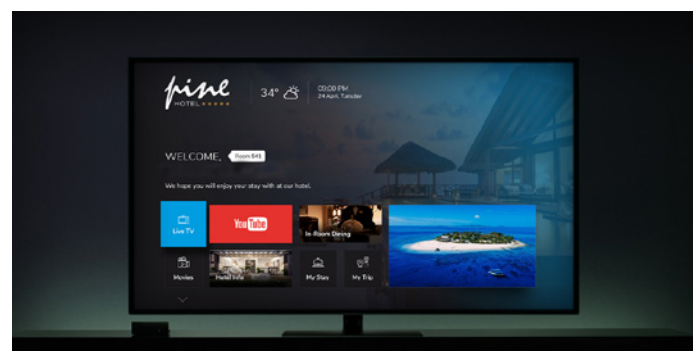 pine
HOTEL ★★★★★
34°
09:00 PM
24 April, Tuesday
WELCOME,
Room 541
We hope you will enjoy your stay with at our hotel.
Live TV
YouTube
In-Room Dining
Movies
Hotel Info
My Stay
My Trip